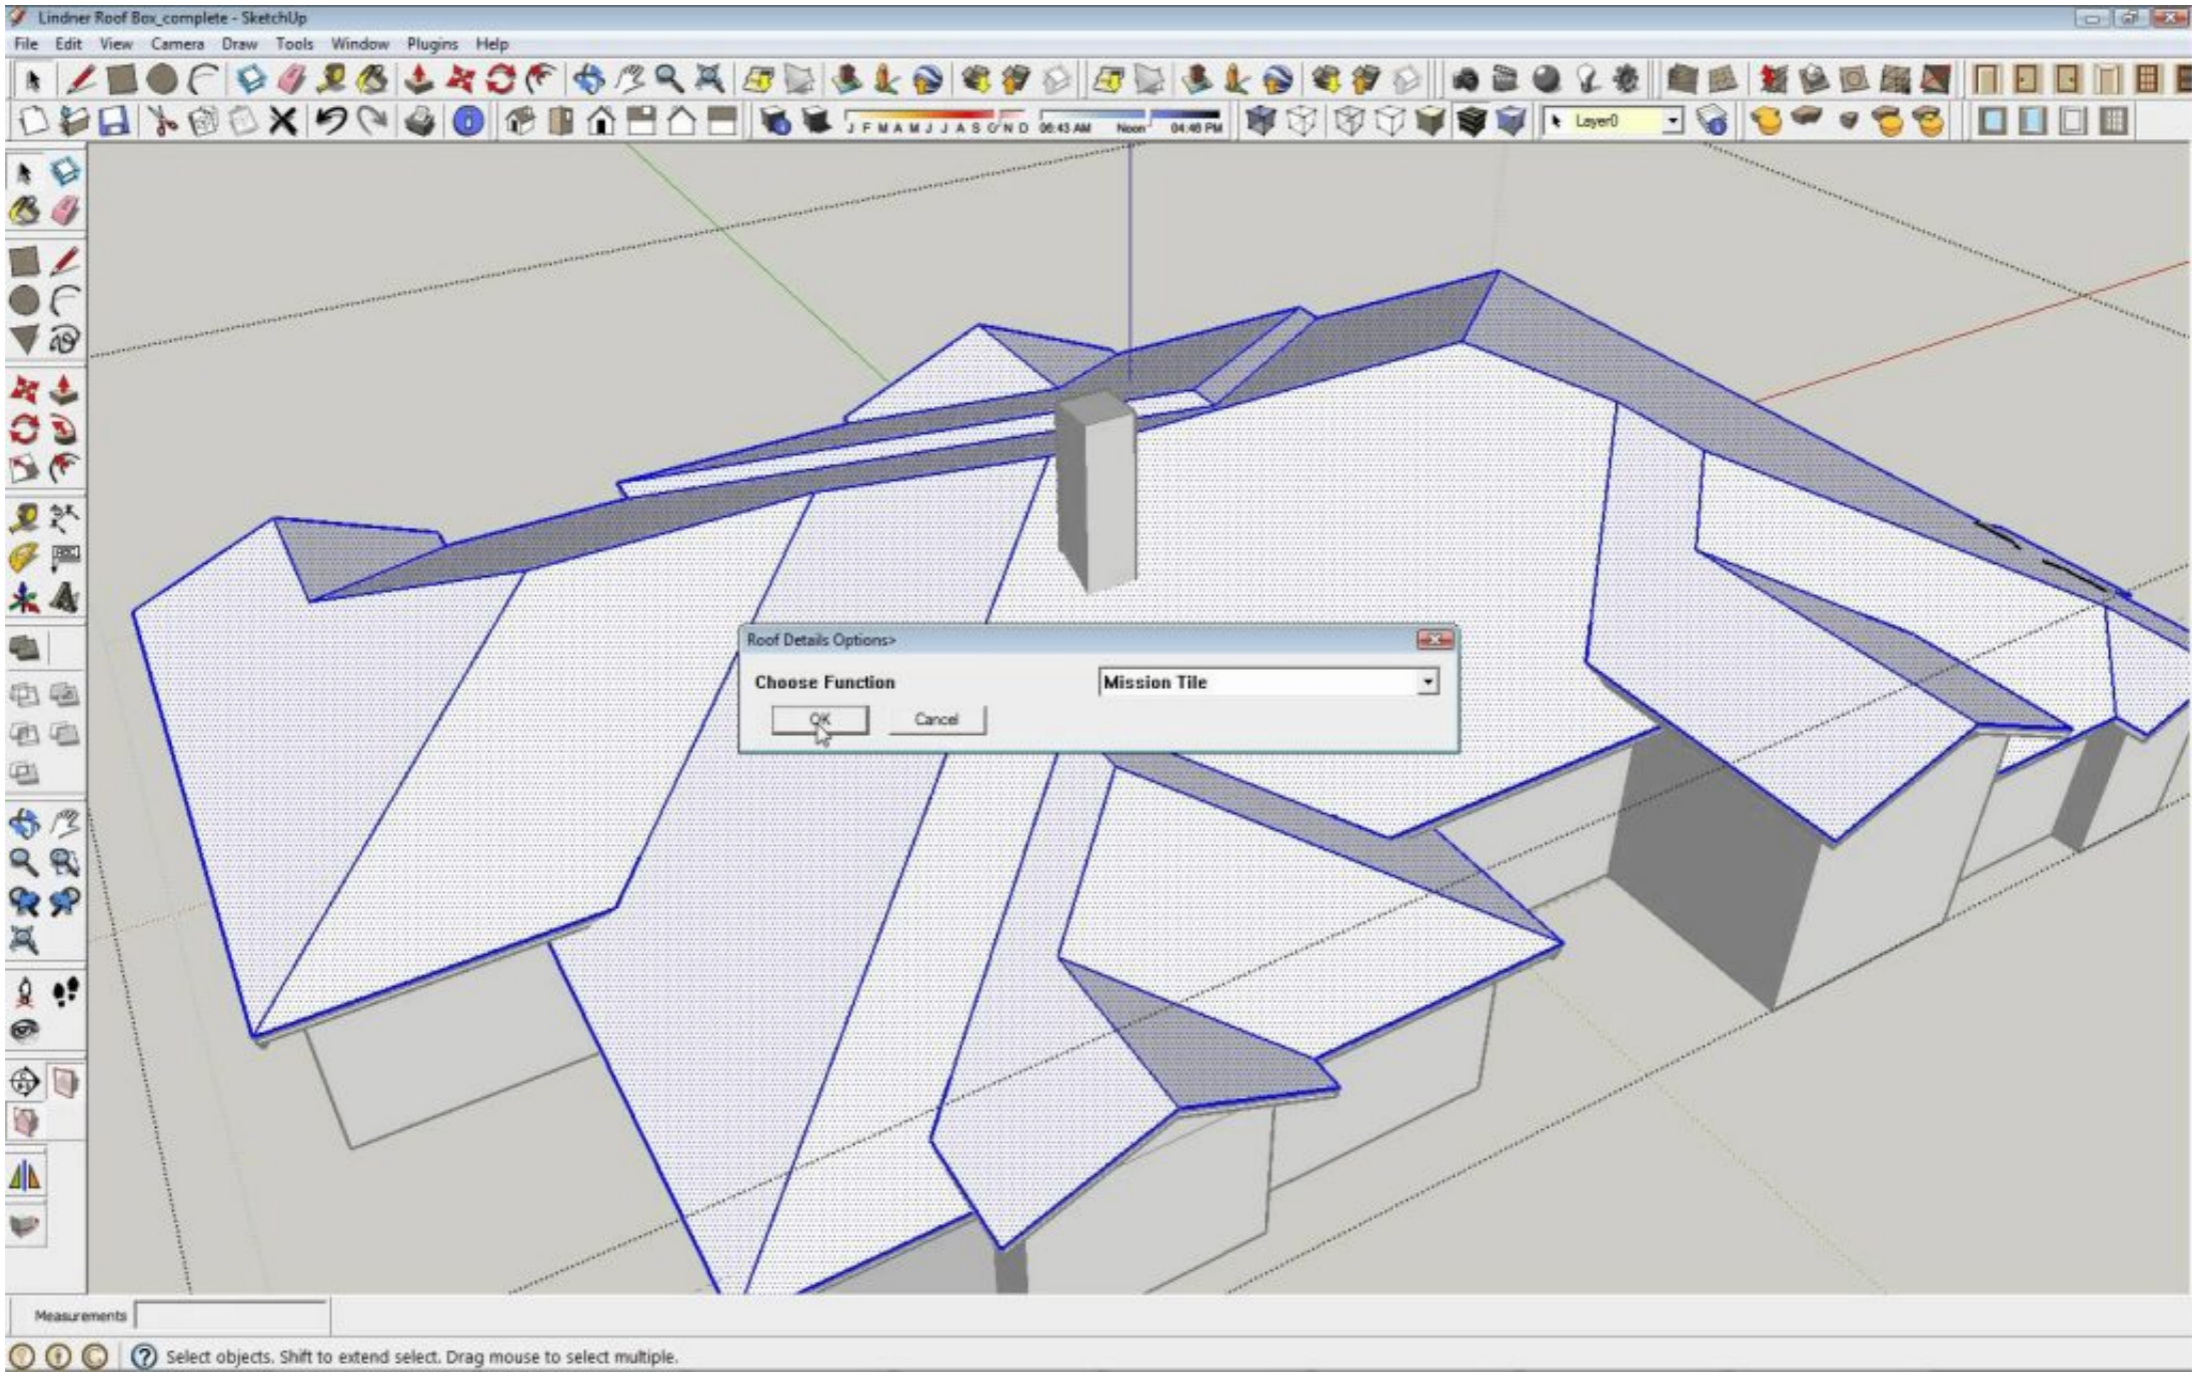 Lindner Roof Box_complete - SketchUp
File Edit View Camera Draw Tools Window Plugins Help
J F M A M J J A S O N D 06:43 AM Noon 04:46 PM Layer0
Roof Details Options>
Choose Function Mission Tile
OK Cancel
Measurements
Select objects. Shift to extend select. Drag mouse to select multiple.